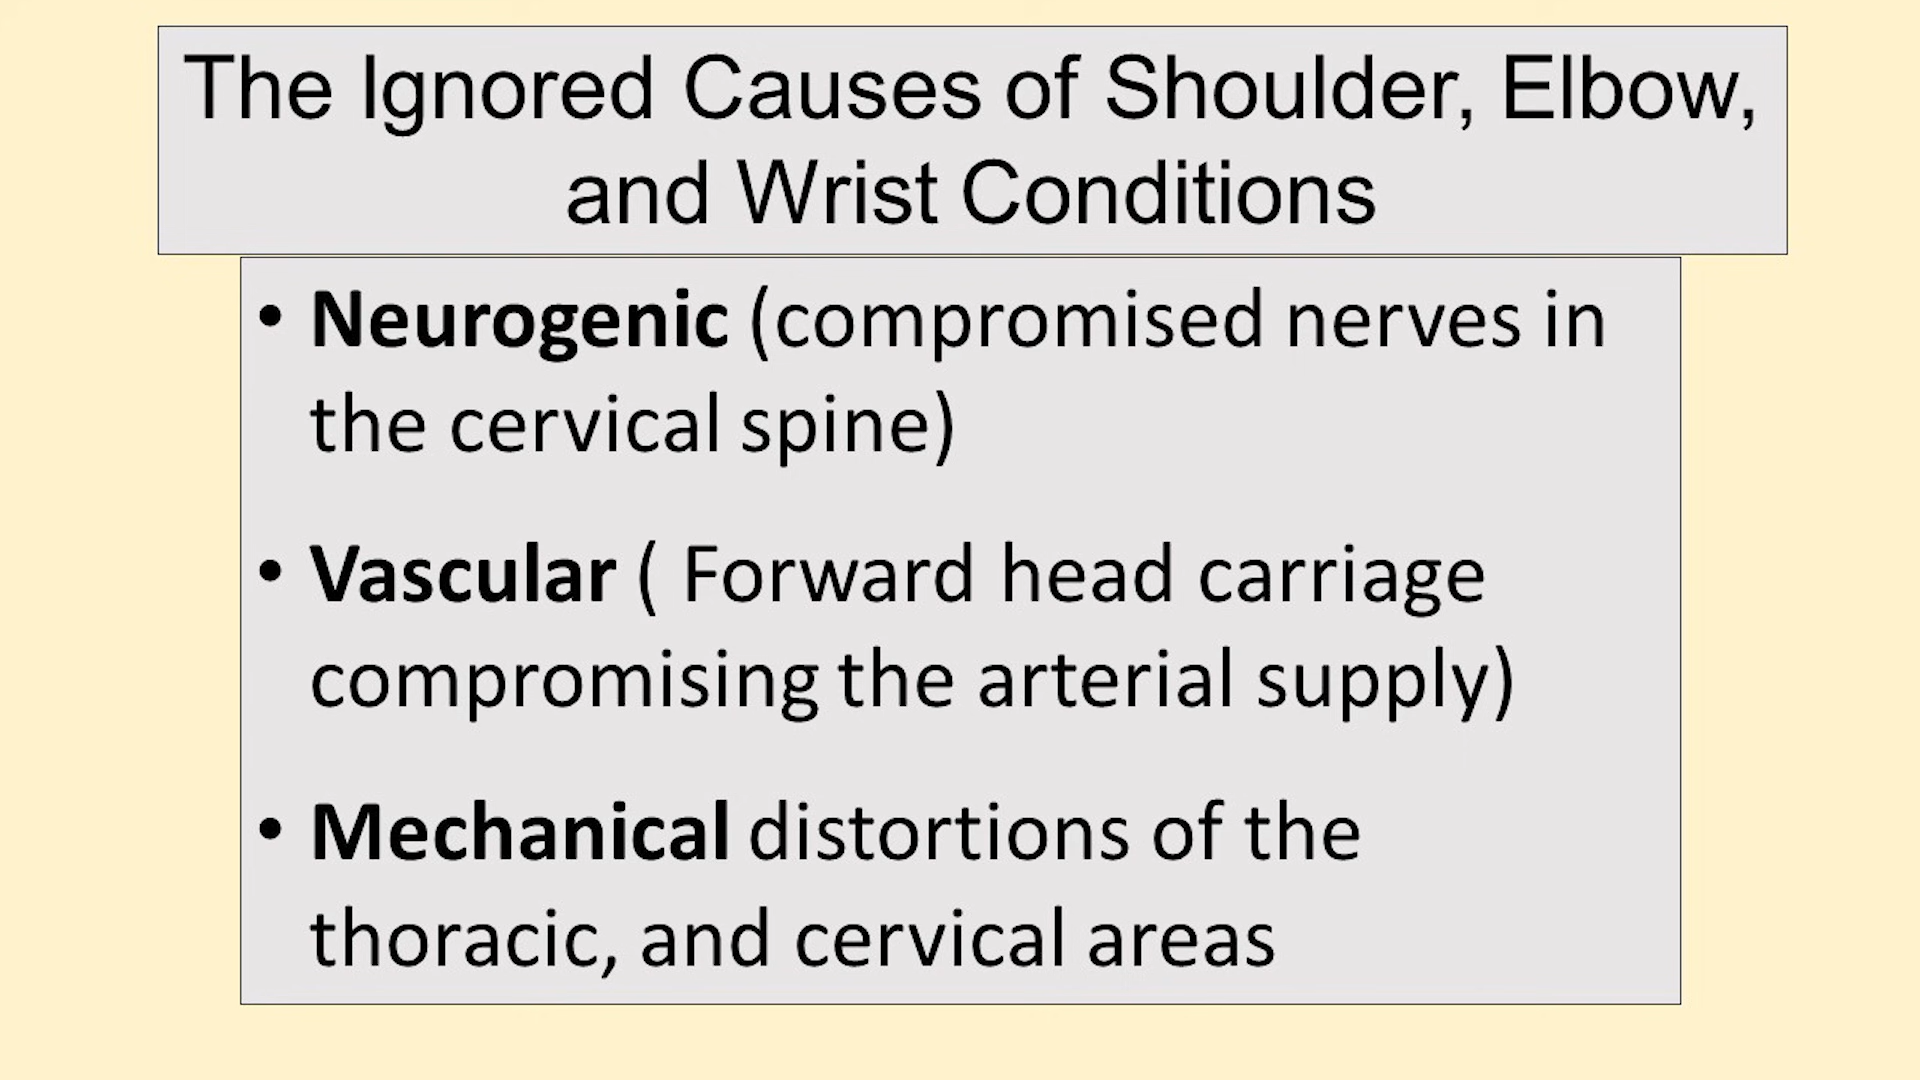 The Ignored Causes of Shoulder, Elbow,
and Wrist Conditions
• Neurogenic (compromised nerves in
the cervical spine)
• Vascular ( Forward head carriage
compromising the arterial supply)
• Mechanical distortions of the
thoracic, and cervical areas